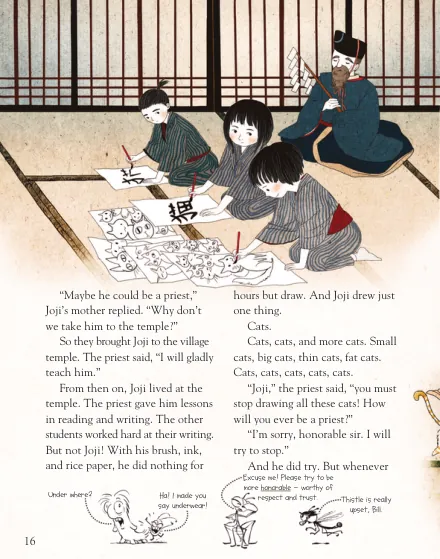 猫
"Maybe he could be a priest,"
Joji's mother replied. "Why don't
we take him to the temple?"
So they brought Joji to the village
temple. The priest said, "I will gladly
teach him."
From then on, Joji lived at the
temple. The priest gave him lessons
in reading and writing. The other
students worked hard at their writing.
But not Joji! With his brush, ink,
and rice paper, he did nothing for
hours but draw. And Joji drew just
one thing.
Cats.
Cats, cats, and more cats. Small
cats, big cats, thin cats, fat cats.
Cats, cats, cats, cats, cats.
"Joji," the priest said, "you must
stop drawing all these cats! How
will you ever be a priest?"
"I'm sorry, honorable sir. I will
try to stop."
And he did try. But whenever
Under where?
Ha! I made you
say underwear!
Excuse me! Please try to be
more honorable – worthy of
respect and trust.
Thistle is really
upset, Bill.
16